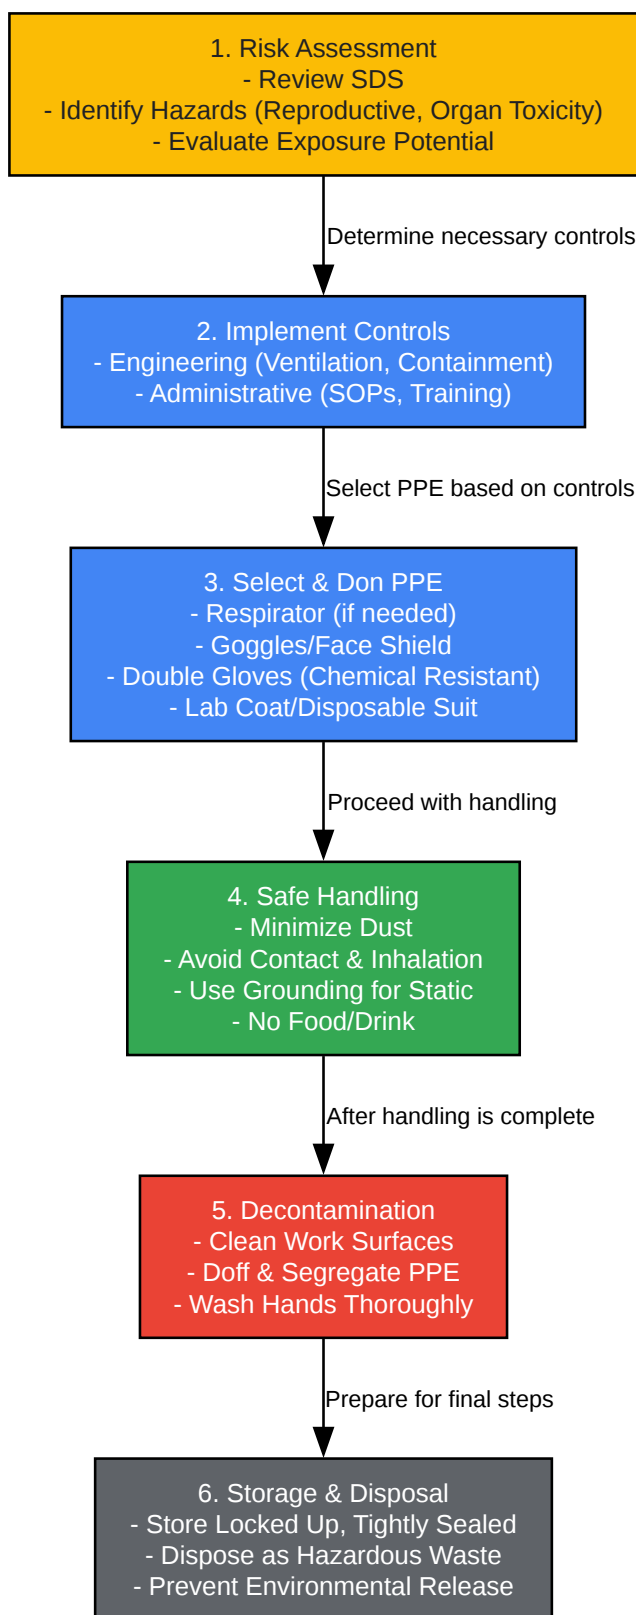 1. Risk Assessment
- Review SDS
- Identify Hazards (Reproductive, Organ Toxicity)
- Evaluate Exposure Potential
Determine necessary controls
2. Implement Controls
- Engineering (Ventilation, Containment)
- Administrative (SOPs, Training)
Select PPE based on controls
3. Select & Don PPE
- Respirator (if needed)
- Goggles/Face Shield
- Double Gloves (Chemical Resistant)
- Lab Coat/Disposable Suit
Proceed with handling
4. Safe Handling
- Minimize Dust
- Avoid Contact & Inhalation
- Use Grounding for Static
- No Food/Drink
After handling is complete
5. Decontamination
- Clean Work Surfaces
- Doff & Segregate PPE
- Wash Hands Thoroughly
Prepare for final steps
6. Storage & Disposal
- Store Locked Up, Tightly Sealed
- Dispose as Hazardous Waste
- Prevent Environmental Release